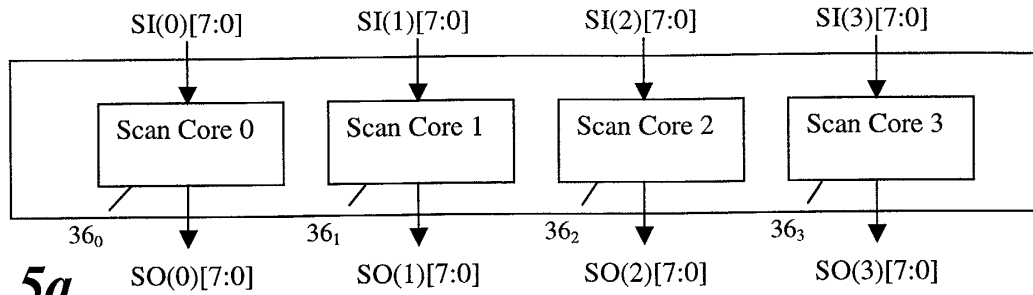 SI(0)[7:0] SI(1)[7:0] SI(2)[7:0] SI(3)[7:0]
Scan Core 0 Scan Core 1 Scan Core 2 Scan Core 3
36₀ 36₁ 36₂ 36₃
SO(0)[7:0] SO(1)[7:0] SO(2)[7:0] SO(3)[7:0]
5a